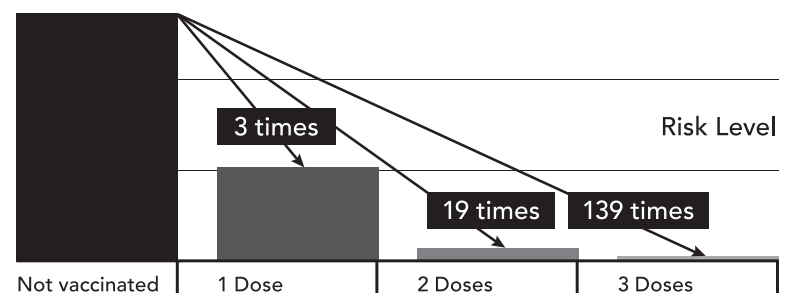 3 times
Risk Level
19 times
139 times
Not vaccinated
1 Dose
2 Doses
3 Doses